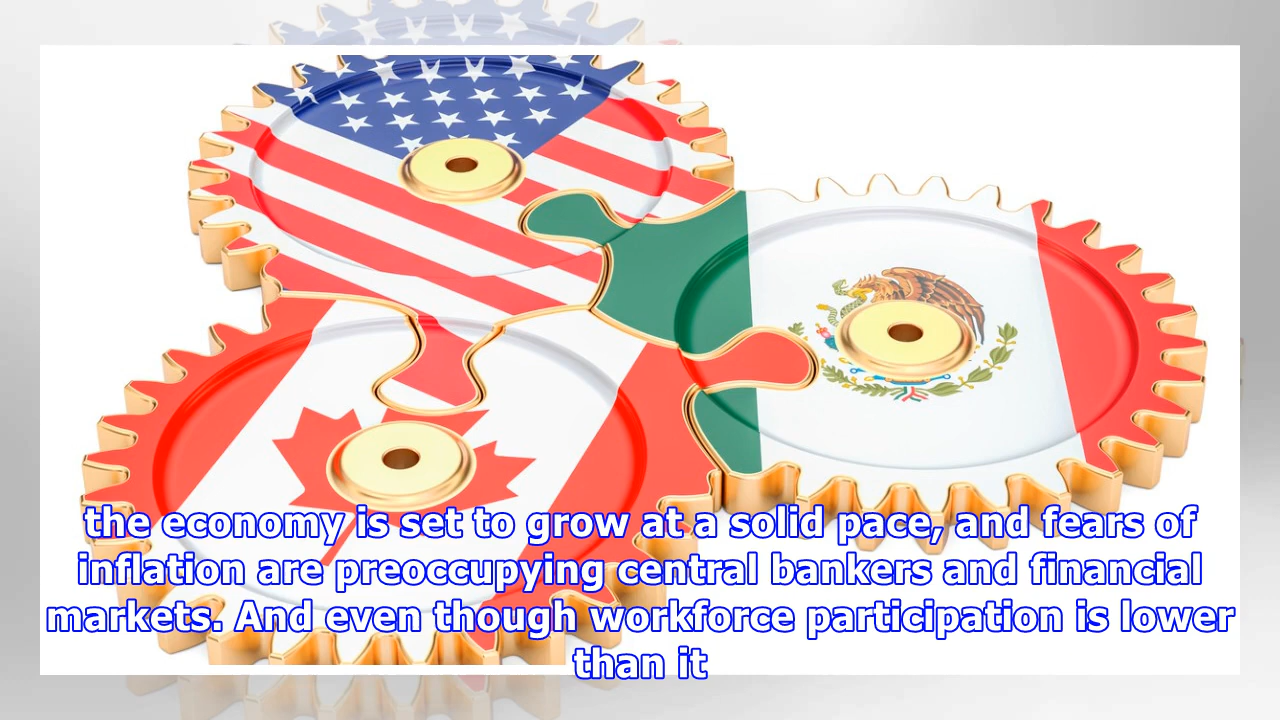 the economy is set to grow at a solid pace, and fears of
inflation are preoccupying central bankers and financial
markets. And even though workforce participation is lower
than it